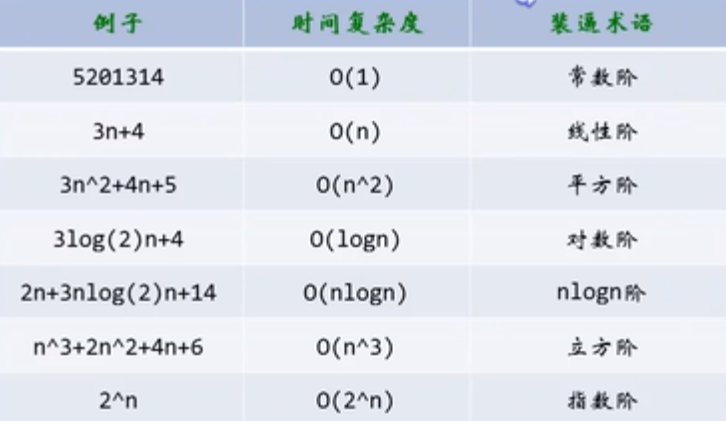 例子 时间复杂度 装逼术语
5201314 O(1) 常数阶
3n+4 O(n) 线性阶
3n^2+4n+5 O(n^2) 平方阶
3log(2)n+4 O(logn) 对数阶
2n+3nlog(2)n+14 O(nlogn) nlogn阶
n^3+2n^2+4n+6 O(n^3) 立方阶
2^n O(2^n) 指数阶